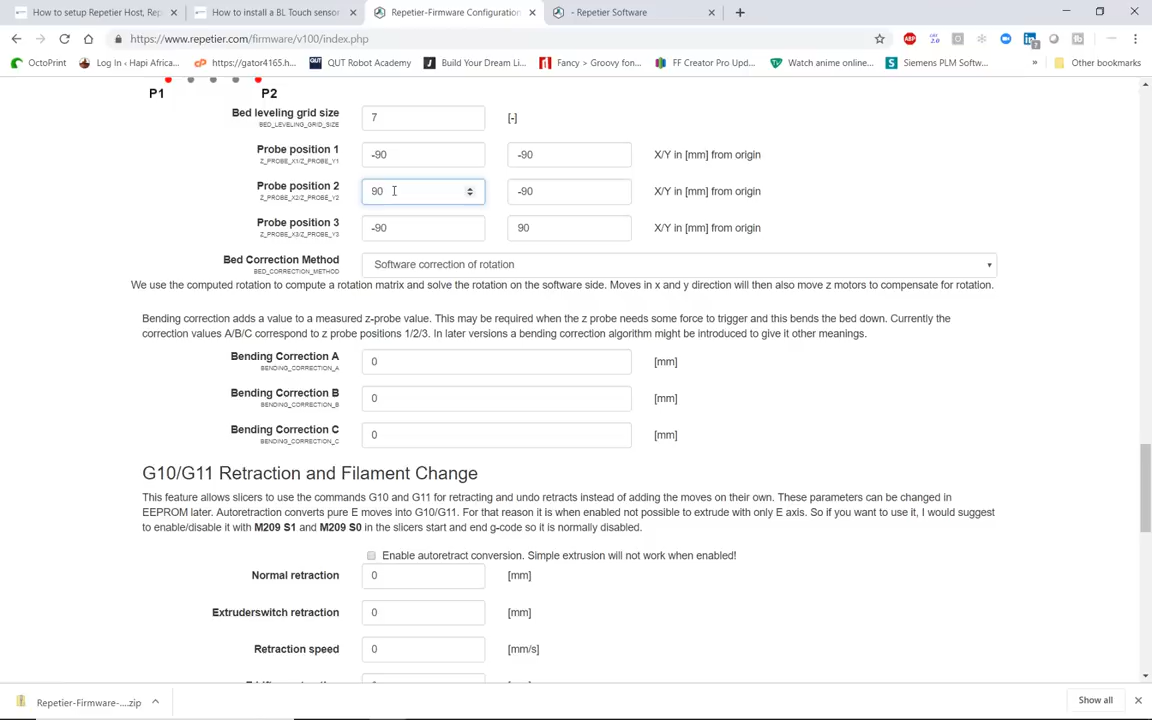 How to setup Repetier Host, Rep
How to install a BL Touch sensor
Repetier-Firmware Configuration
- Repetier Software
https://www.repetier.com/firmware/v100/index.php
OctoPrint
Log In ‹ Hapi Africa...
https://gator4165.h...
QUT Robot Academy
Build Your Dream Li...
Fancy > Groovy fon...
FF Creator Pro Upd...
Watch anime online...
Siemens PLM Softw...
»
Other bookmarks
P1 P2
Bed leveling grid size 7 [-]
BED_LEVELING_GRID_SIZE
Probe position 1 -90 -90 X/Y in [mm] from origin
Z_PROBE_X1/Z_PROBE_Y1
Probe position 2 90 -90 X/Y in [mm] from origin
Z_PROBE_X2/Z_PROBE_Y2
Probe position 3 -90 90 X/Y in [mm] from origin
Z_PROBE_X3/Z_PROBE_Y3
Bed Correction Method Software correction of rotation
BED_CORRECTION_METHOD
We use the computed rotation to compute a rotation matrix and solve the rotation on the software side. Moves in x and y direction will then also move z motors to compensate for rotation.
Bending correction adds a value to a measured z-probe value. This may be required when the z probe needs some force to trigger and this bends the bed down. Currently the
correction values A/B/C correspond to z probe positions 1/2/3. In later versions a bending correction algorithm might be introduced to give it other meanings.
Bending Correction A 0 [mm]
BENDING_CORRECTION_A
Bending Correction B 0 [mm]
BENDING_CORRECTION_B
Bending Correction C 0 [mm]
BENDING_CORRECTION_C
G10/G11 Retraction and Filament Change
This feature allows slicers to use the commands G10 and G11 for retracting and undo retracts instead of adding the moves on their own. These parameters can be changed in
EEPROM later. Autoretraction converts pure E moves into G10/G11. For that reason it is when enabled not possible to extrude with only E axis. So if you want to use it, I would suggest
to enable/disable it with M209 S1 and M209 S0 in the slicers start and end g-code so it is normally disabled.
Enable autoretract conversion. Simple extrusion will not work when enabled!
Normal retraction 0 [mm]
Extruderswitch retraction 0 [mm]
Retraction speed 0 [mm/s]
Repetier-Firmware-....zip
Show all